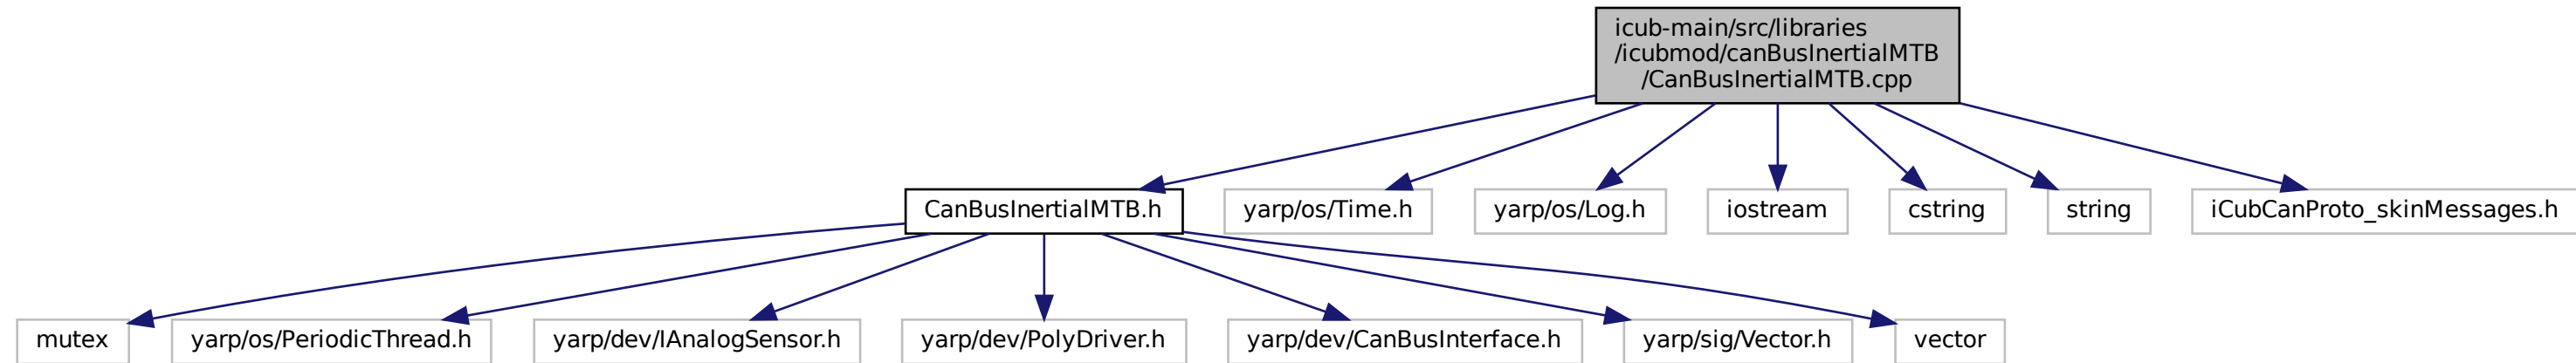 icub-main/src/libraries
/icubmod/canBusInertialMTB
/CanBusInertialMTB.cpp
CanBusInertialMTB.h
yarp/os/Time.h
yarp/os/Log.h
iostream
cstring
string
iCubCanProto_skinMessages.h
mutex
yarp/os/PeriodicThread.h
yarp/dev/IAnalogSensor.h
yarp/dev/PolyDriver.h
yarp/dev/CanBusInterface.h
yarp/sig/Vector.h
vector